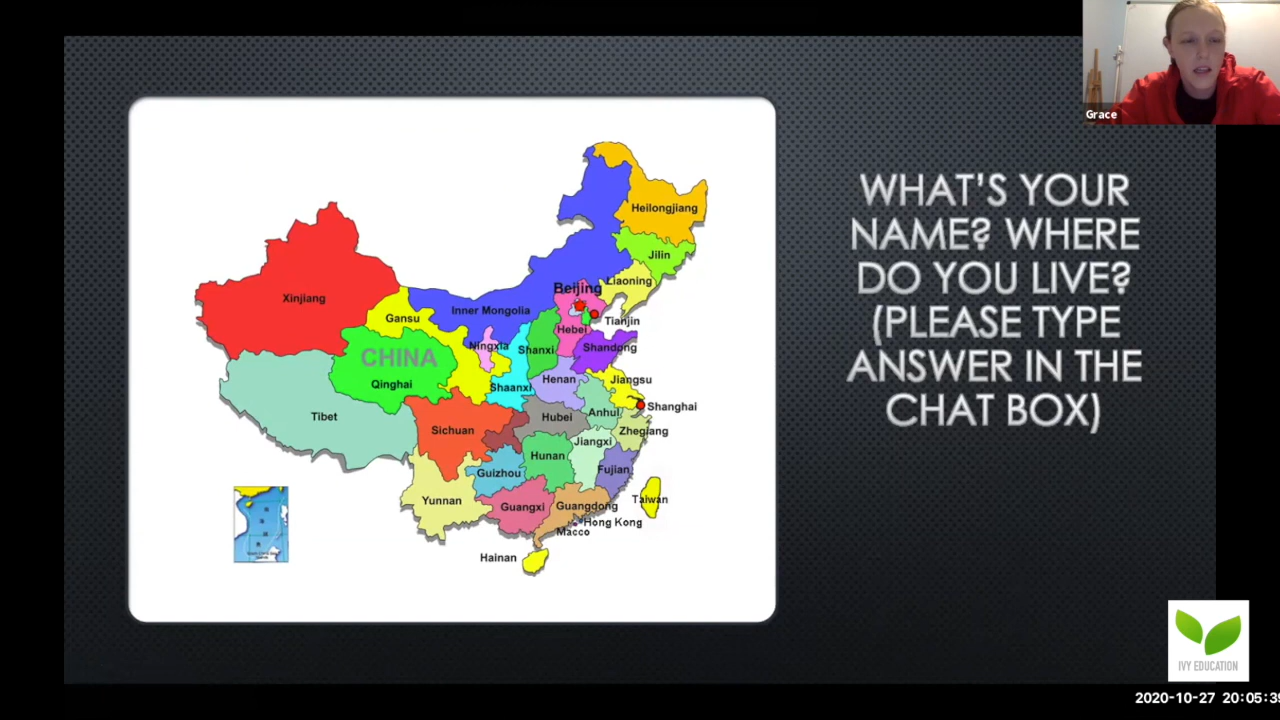 Grace
WHAT'S YOUR
NAME? WHERE
DO YOU LIVE?
(PLEASE TYPE
ANSWER IN THE
CHAT BOX)
Heilongjiang
Jilin
Liaoning
Beijing
Xinjiang
Inner Mongolia
Gansu
Tianjin
Hebei
Ningxia
Shanxi
Shandong
CHINA
Qinghai
Shaanxi
Henan
Jiangsu
Shanghai
Tibet
Sichuan
Hubei
Anhui
Zhegiang
Jiangxi
Hunan
Guizhou
Fujian
Yunnan
Guangxi
Guangdong
Taiwan
Hong Kong
Macco
Hainan
IVY EDUCATION
2020-10-27 20:05:39